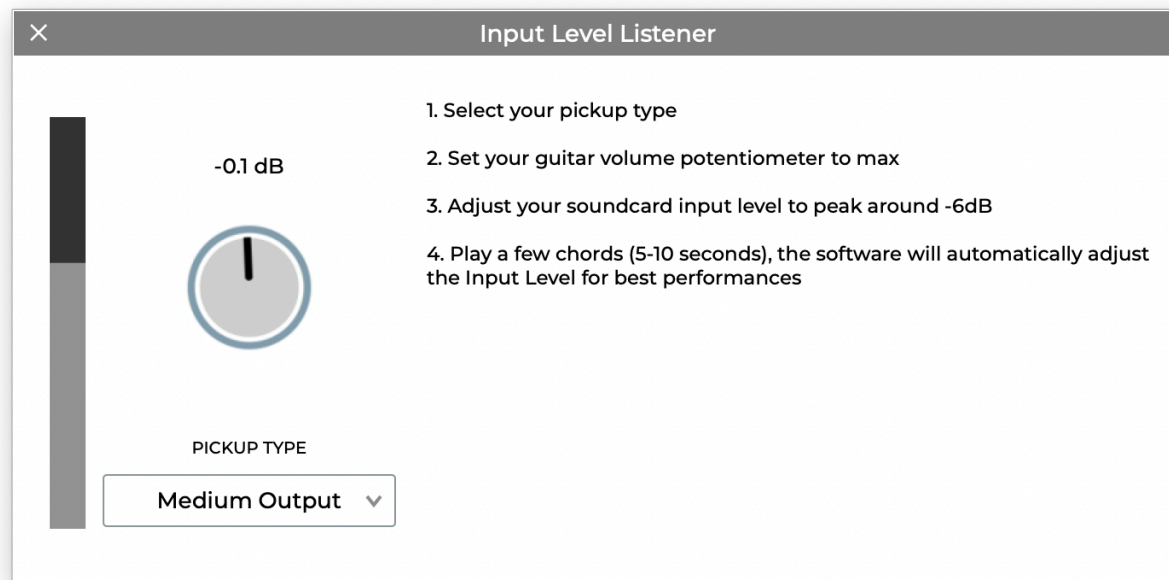 Input Level Listener
-0.1 dB
1. Select your pickup type
2. Set your guitar volume potentiometer to max
3. Adjust your soundcard input level to peak around -6dB
4. Play a few chords (5-10 seconds), the software will automatically adjust
the Input Level for best performances
PICKUP TYPE
Medium Output